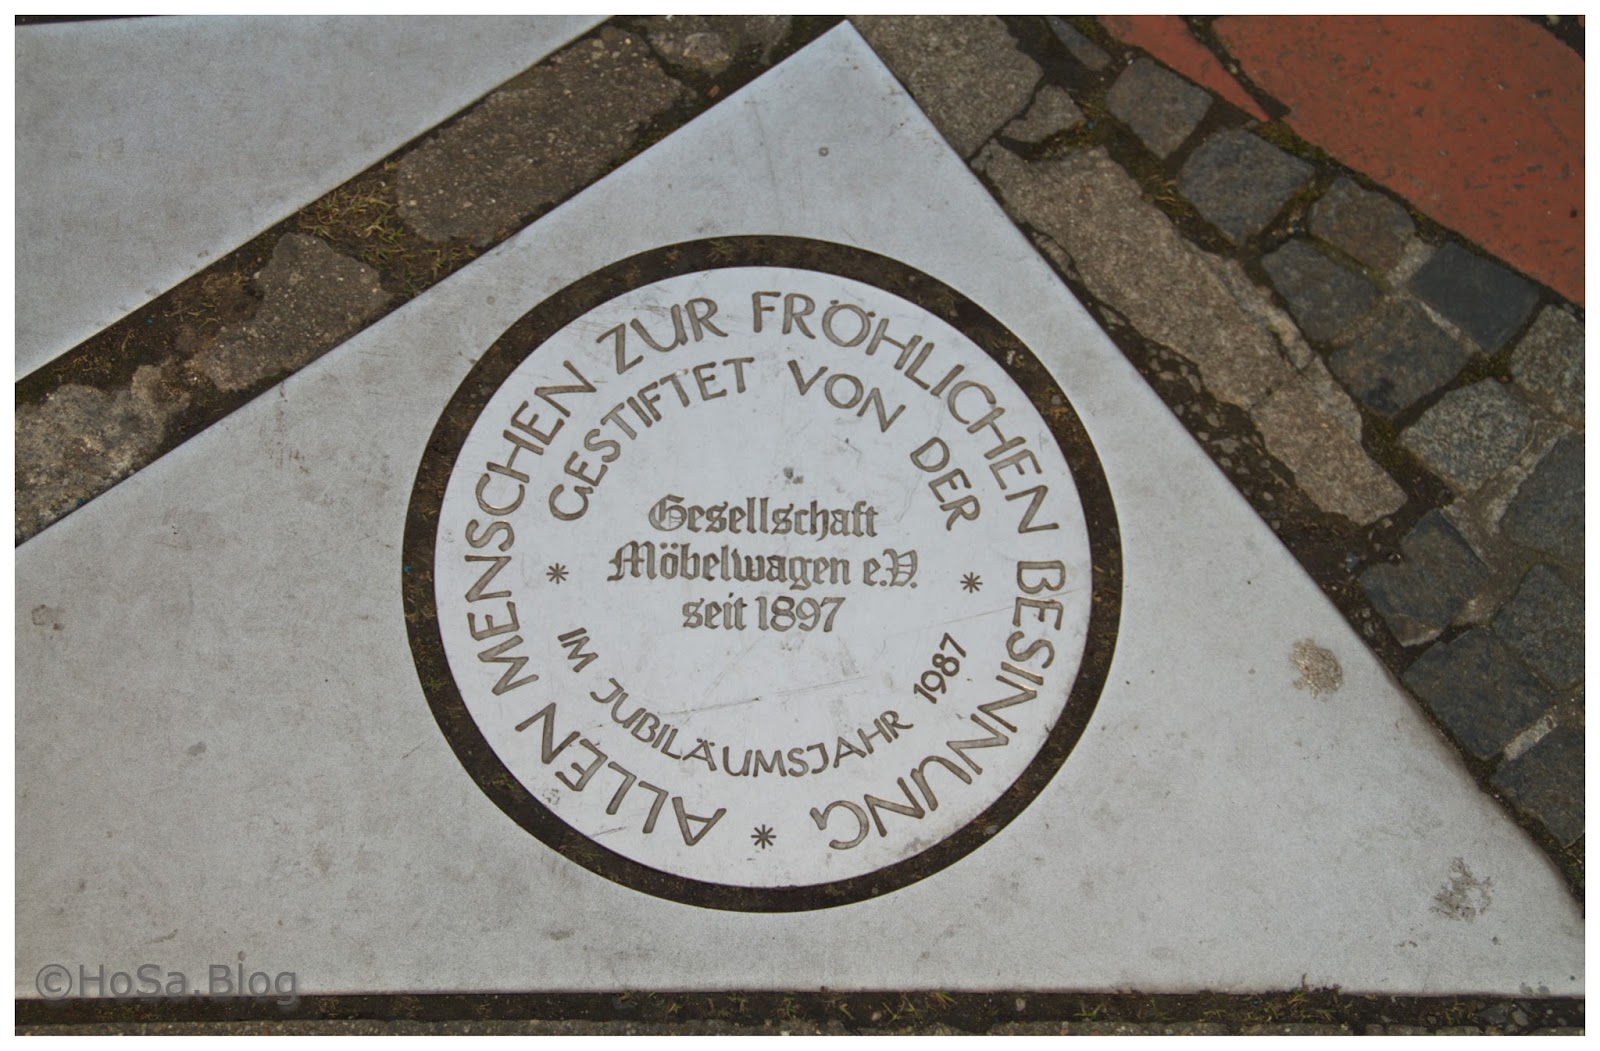 ALLEN MENSCHEN ZUR FRÖHLICHEN BESINNUNG *
GESTIFTET VON DER
Gesellschaft
* Möbelwagen e.V. *
seit 1897
IM JUBILÄUMSJAHR 1987
©HoSa.Blog